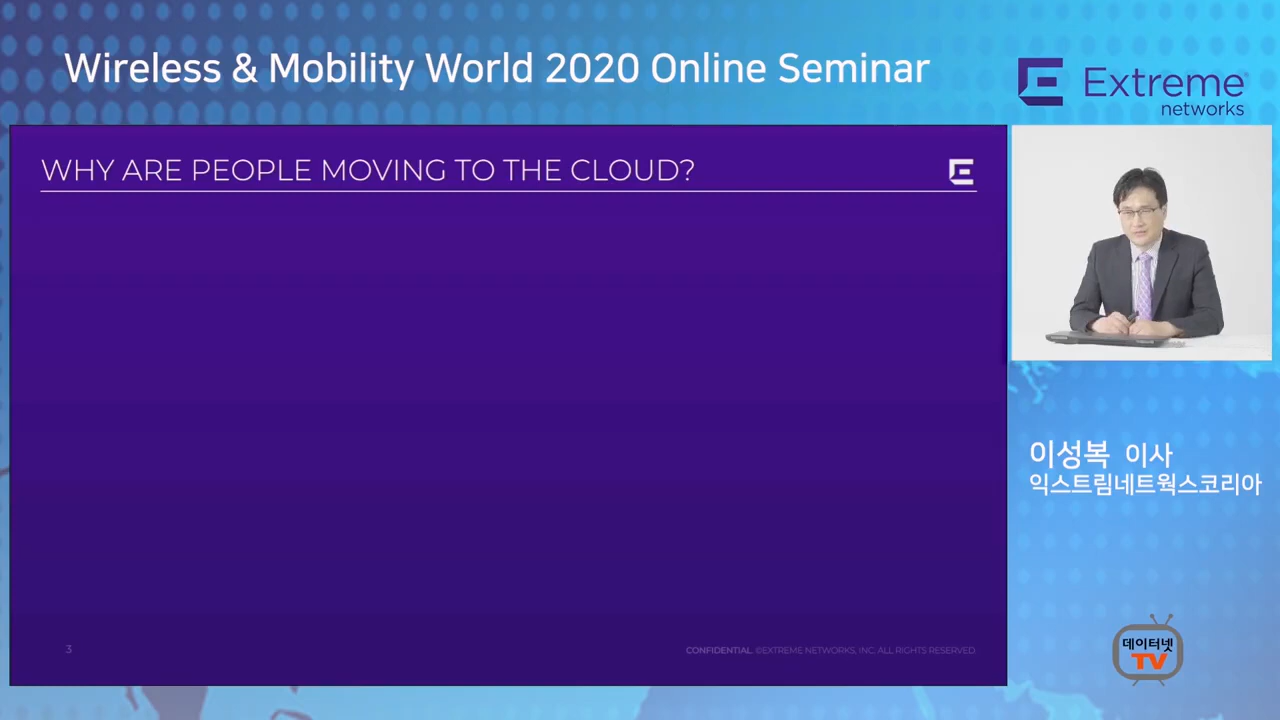 Wireless & Mobility World 2020 Online Seminar
Extreme
networks
WHY ARE PEOPLE MOVING TO THE CLOUD?
이성복 이사
익스트림네트웍스코리아
3
CONFIDENTIAL. ©EXTREME NETWORKS, INC. ALL RIGHTS RESERVED.
데이터넷
TV